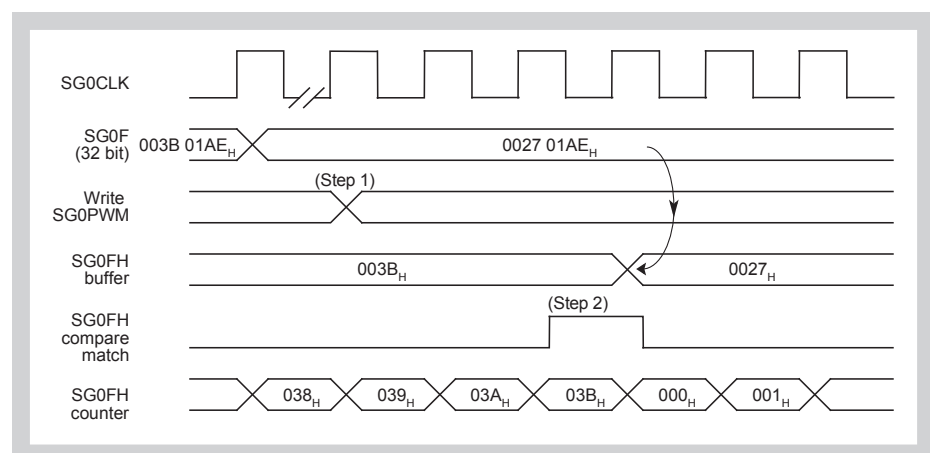 SG0CLK
SG0F
(32 bit)
003B 01AEH
0027 01AEH
(Step 1)
Write
SG0PWM
SG0FH
buffer
003BH
0027H
(Step 2)
SG0FH
compare
match
SG0FH
counter
038H
039H
03AH
03BH
000H
001H